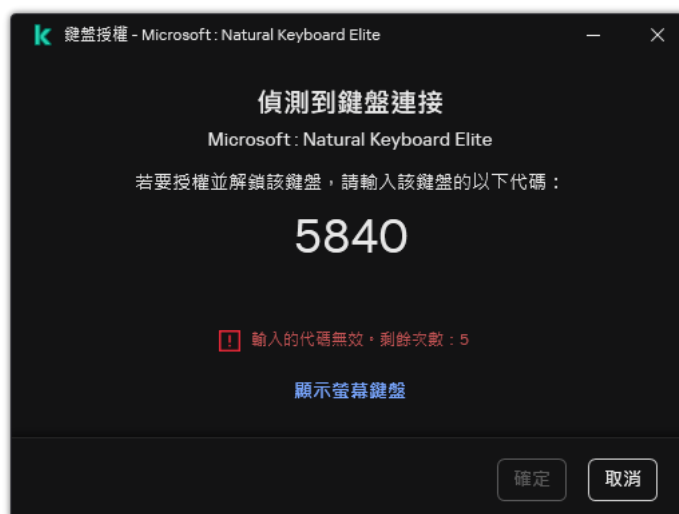 鍵盤授權 - Microsoft : Natural Keyboard Elite
偵測到鍵盤連接
Microsoft : Natural Keyboard Elite
若要授權並解鎖該鍵盤，請輸入該鍵盤的以下代碼：
5840
輸入的代碼無效。剩餘次數：5
顯示螢幕鍵盤
確定
取消